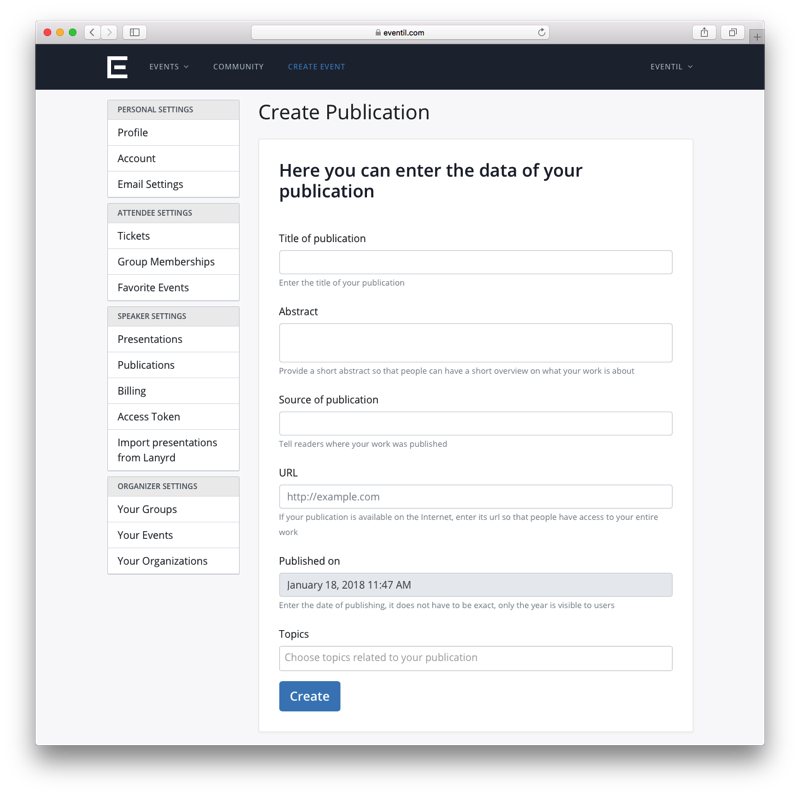 eventil.com
EVENTS
COMMUNITY
CREATE EVENT
EVENTIL
PERSONAL SETTINGS
Profile
Account
Email Settings
ATTENDEE SETTINGS
Tickets
Group Memberships
Favorite Events
SPEAKER SETTINGS
Presentations
Publications
Billing
Access Token
Import presentations
from Lanyrd
ORGANIZER SETTINGS
Your Groups
Your Events
Your Organizations
Create Publication
Here you can enter the data of your
publication
Title of publication
Enter the title of your publication
Abstract
Provide a short abstract so that people can have a short overview on what your work is about
Source of publication
Tell readers where your work was published
URL
http://example.com
If your publication is available on the Internet, enter its url so that people have access to your entire
work
Published on
January 18, 2018 11:47 AM
Enter the date of publishing, it does not have to be exact, only the year is visible to users
Topics
Choose topics related to your publication
Create